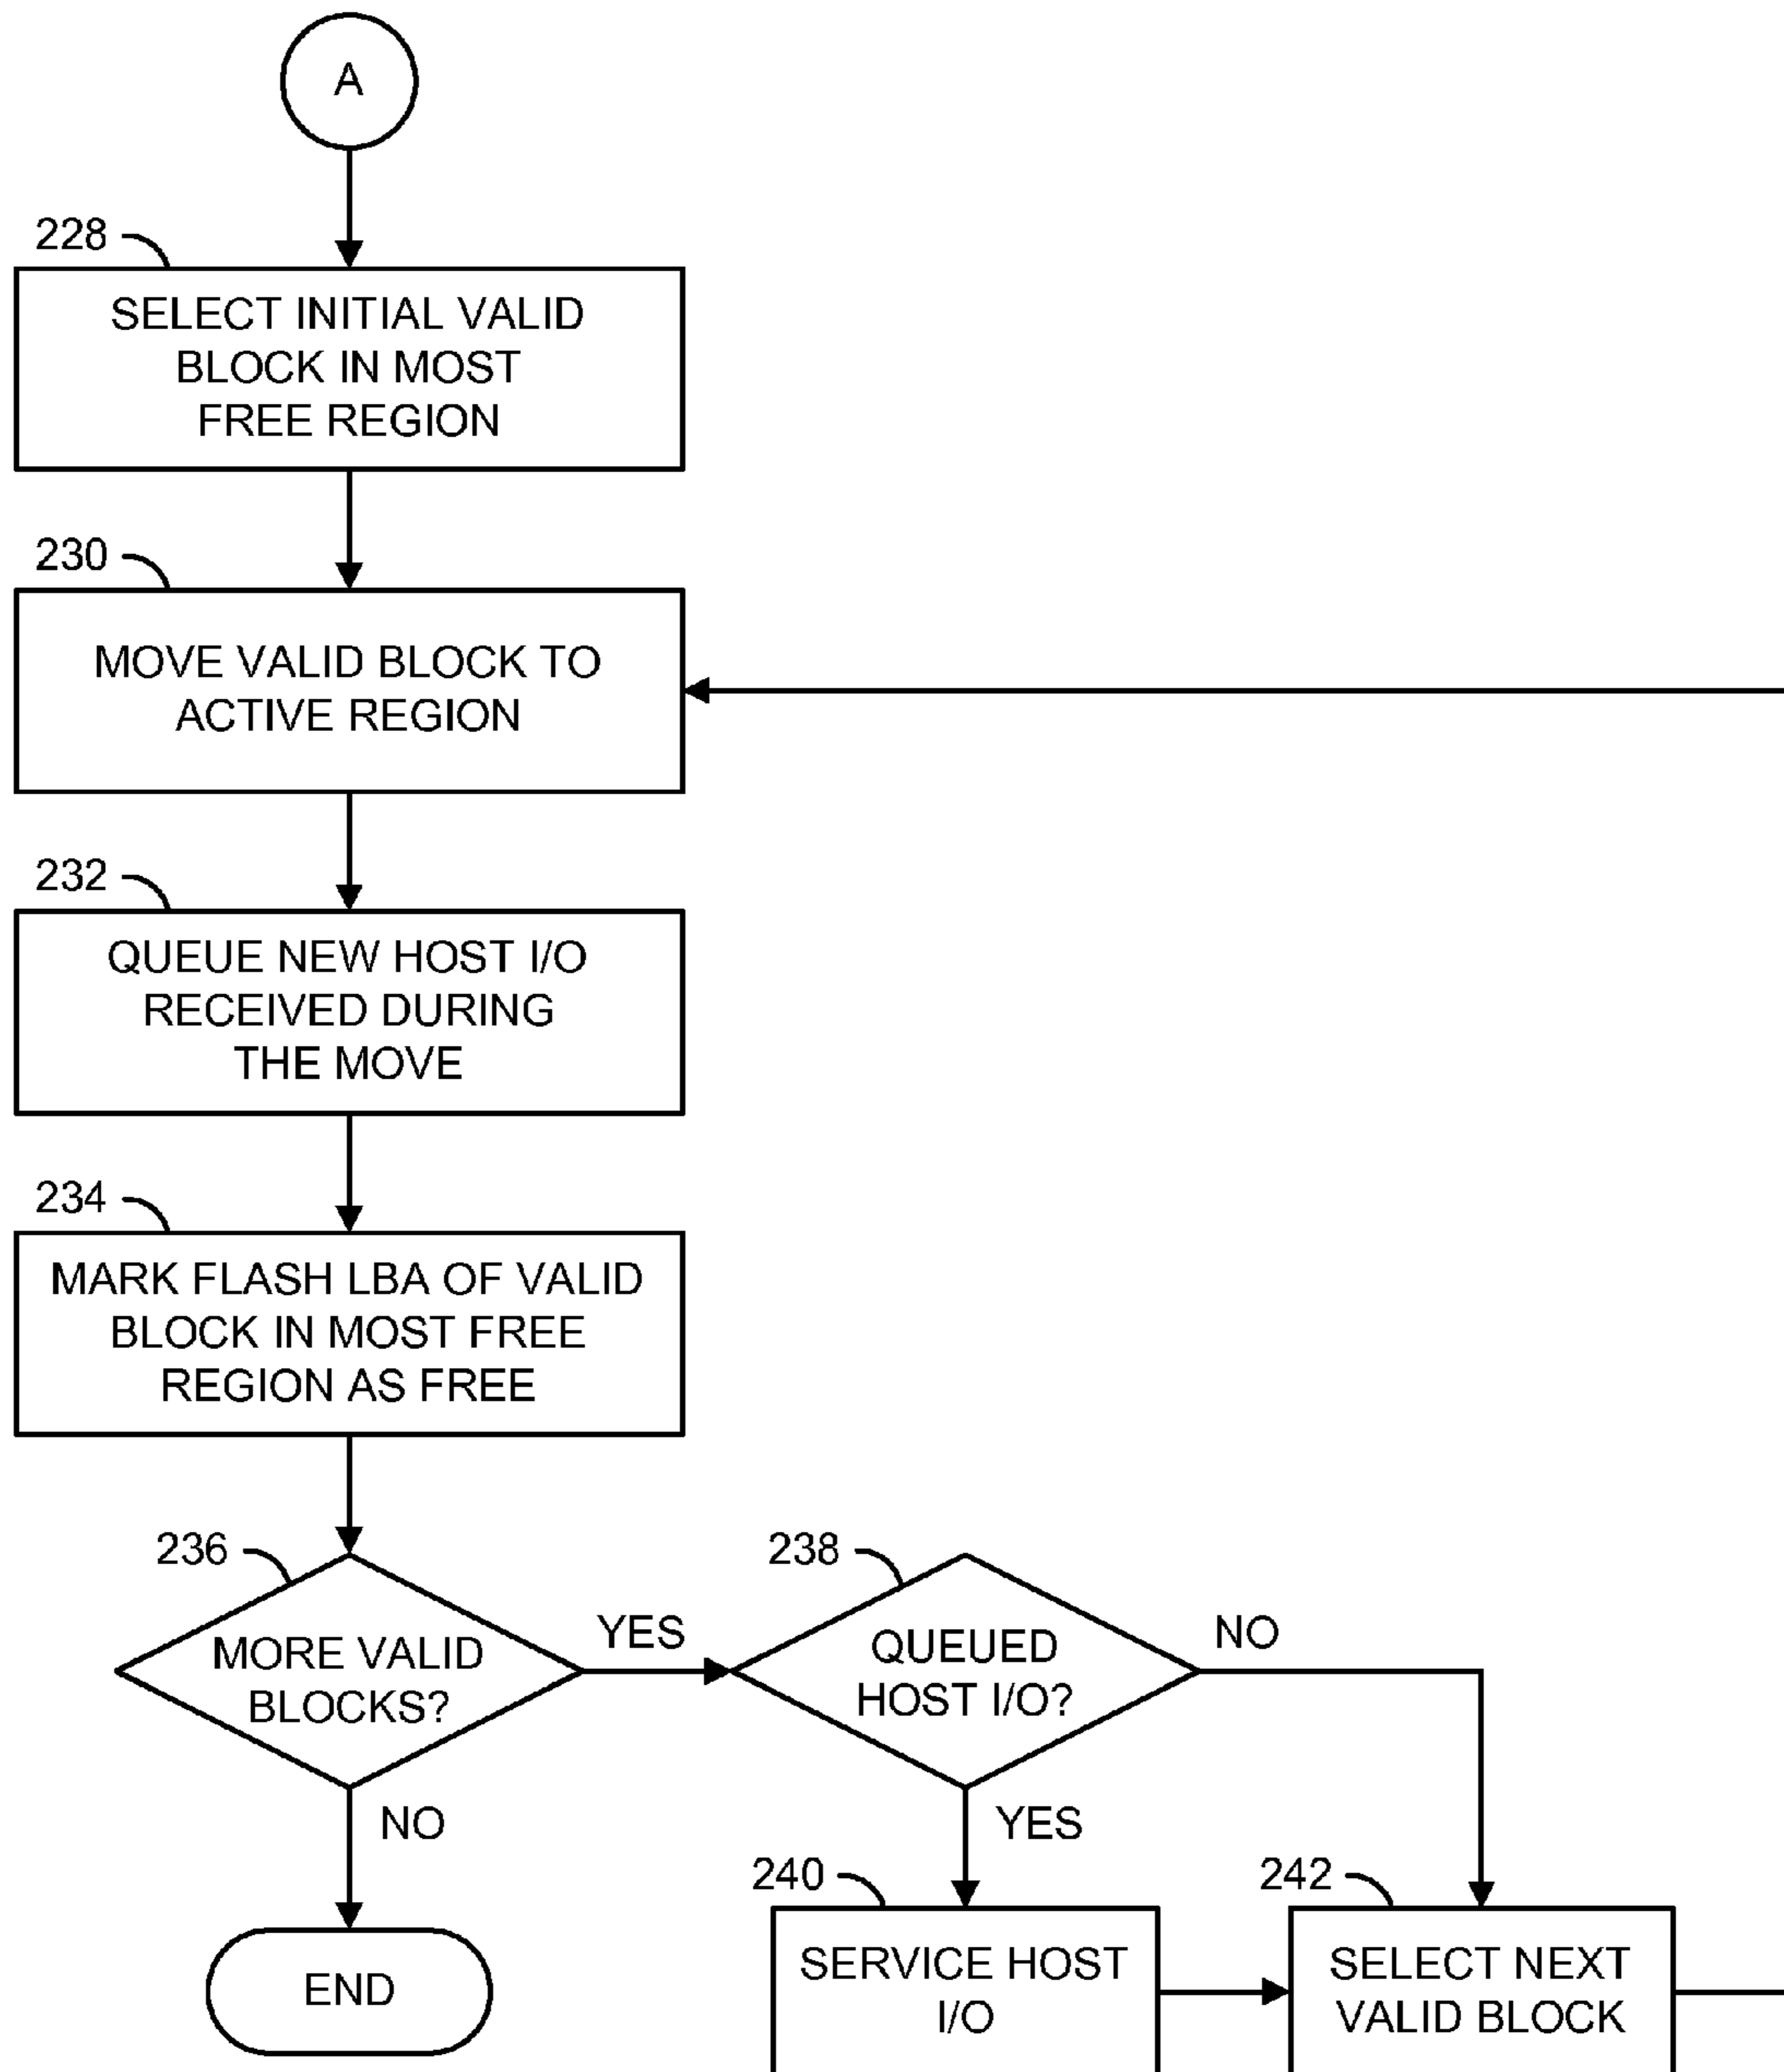 A
228
SELECT INITIAL VALID
BLOCK IN MOST
FREE REGION
230
MOVE VALID BLOCK TO
ACTIVE REGION
232
QUEUE NEW HOST I/O
RECEIVED DURING
THE MOVE
234
MARK FLASH LBA OF VALID
BLOCK IN MOST FREE
REGION AS FREE
236
MORE VALID
BLOCKS?
YES
NO
238
QUEUED
HOST I/O?
NO
YES
END
240
SERVICE HOST
I/O
242
SELECT NEXT
VALID BLOCK